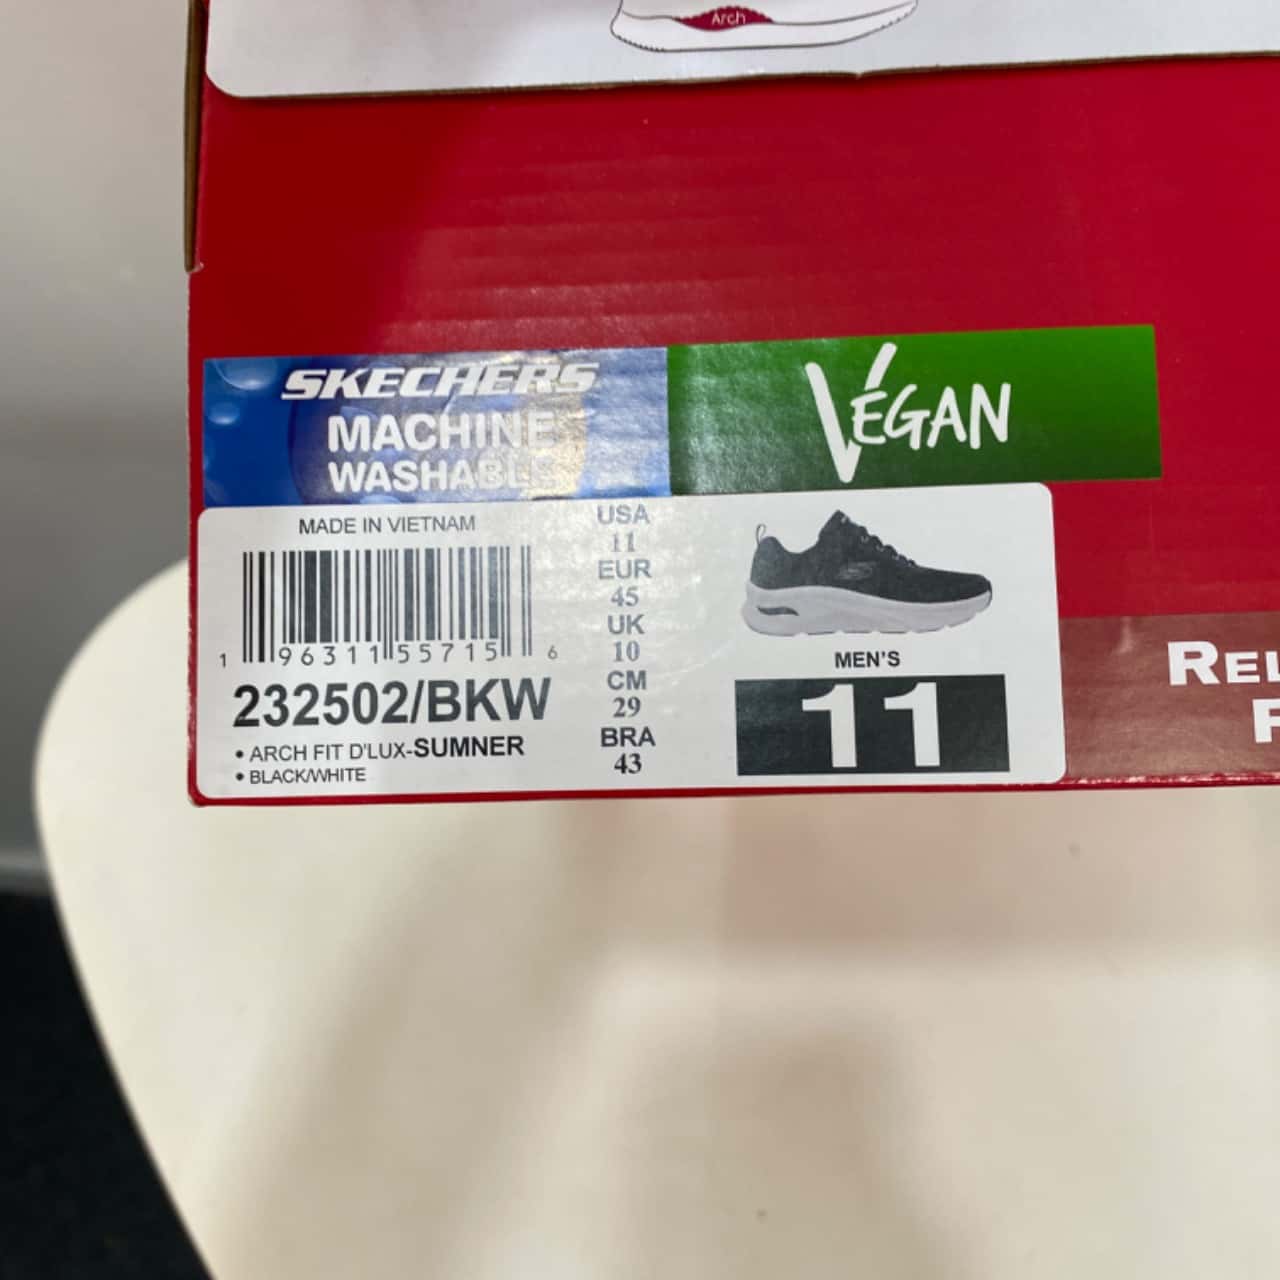 Arch
SKECHERS
MACHINE
WASHABLE
VEGAN
MADE IN VIETNAM
1 96311 55715 6
232502/BKW
• ARCH FIT D'LUX-SUMNER
• BLACK/WHITE
USA
11
EUR
45
UK
10
CM
29
BRA
43
MEN'S
11
REL
F